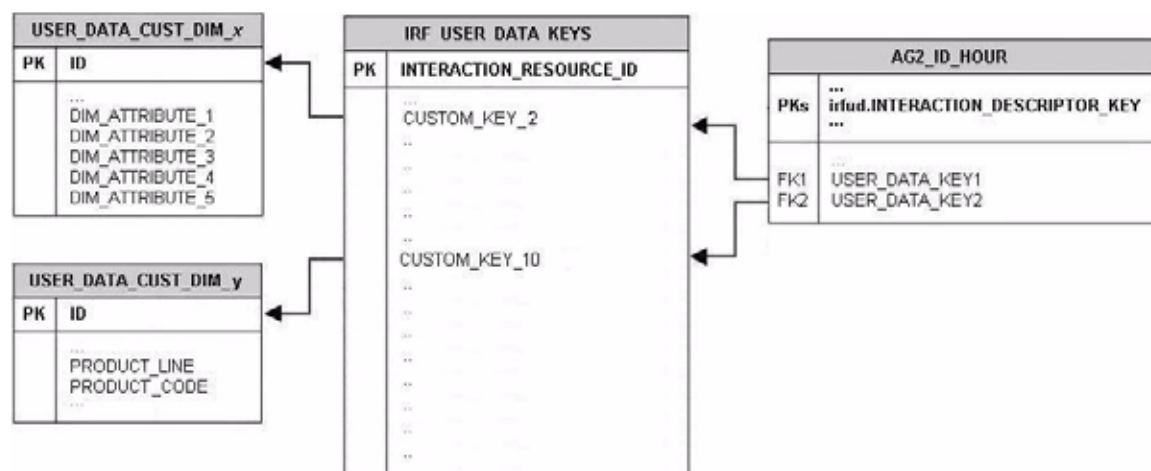 USER_DATA_CUST_DIM_x
PK ID
...
DIM_ATTRIBUTE_1
DIM_ATTRIBUTE_2
DIM_ATTRIBUTE_3
DIM_ATTRIBUTE_4
DIM_ATTRIBUTE_5
USER_DATA_CUST_DIM_y
PK ID
...
PRODUCT_LINE
PRODUCT_CODE
...
IRF USER DATA KEYS
PK INTERACTION_RESOURCE_ID
...
CUSTOM_KEY_2
..
..
..
..
..
CUSTOM_KEY_10
..
..
..
..
..
..
..
..
AG2_ID_HOUR
...
PKs irfud.INTERACTION_DESCRIPTOR_KEY
...
...
FK1 USER_DATA_KEY1
FK2 USER_DATA_KEY2